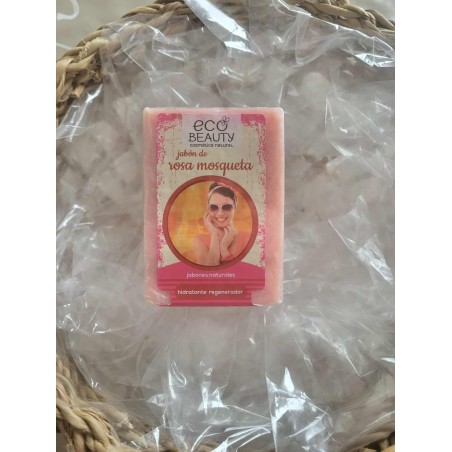 eco
BEAUTY
cosmética natural
jabón de
rosa mosqueta
jabones naturales
hidratante regenerador